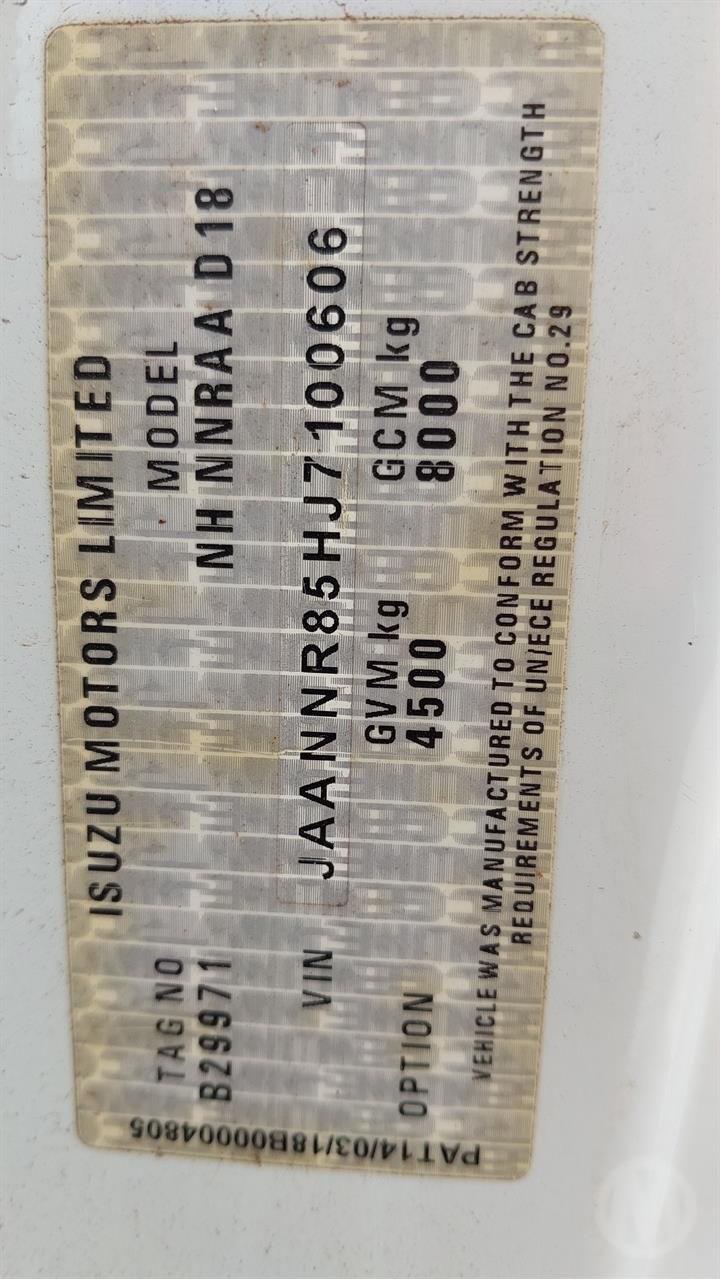 ISUZU MOTORS LIMITED
TAG NO MODEL
B29971 NH NNRAA D18
VIN JAANNR85HJ7100606
OPTION GVM kg GCM kg
4500 8000
VEHICLE WAS MANUFACTURED TO CONFORM WITH THE CAB STRENGTH
REQUIREMENTS OF UN/ECE REGULATION NO.29
PAT14/03/18B00004805
M